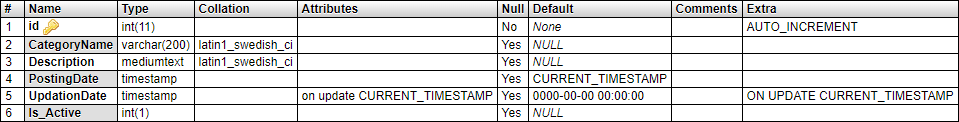 # Name Type Collation Attributes Null Default Comments Extra
1 id int(11) No None AUTO_INCREMENT
2 CategoryName varchar(200) latin1_swedish_ci Yes NULL
3 Description mediumtext latin1_swedish_ci Yes NULL
4 PostingDate timestamp Yes CURRENT_TIMESTAMP
5 UpdationDate timestamp on update CURRENT_TIMESTAMP Yes 0000-00-00 00:00:00 ON UPDATE CURRENT_TIMESTAMP
6 Is_Active int(1) Yes NULL